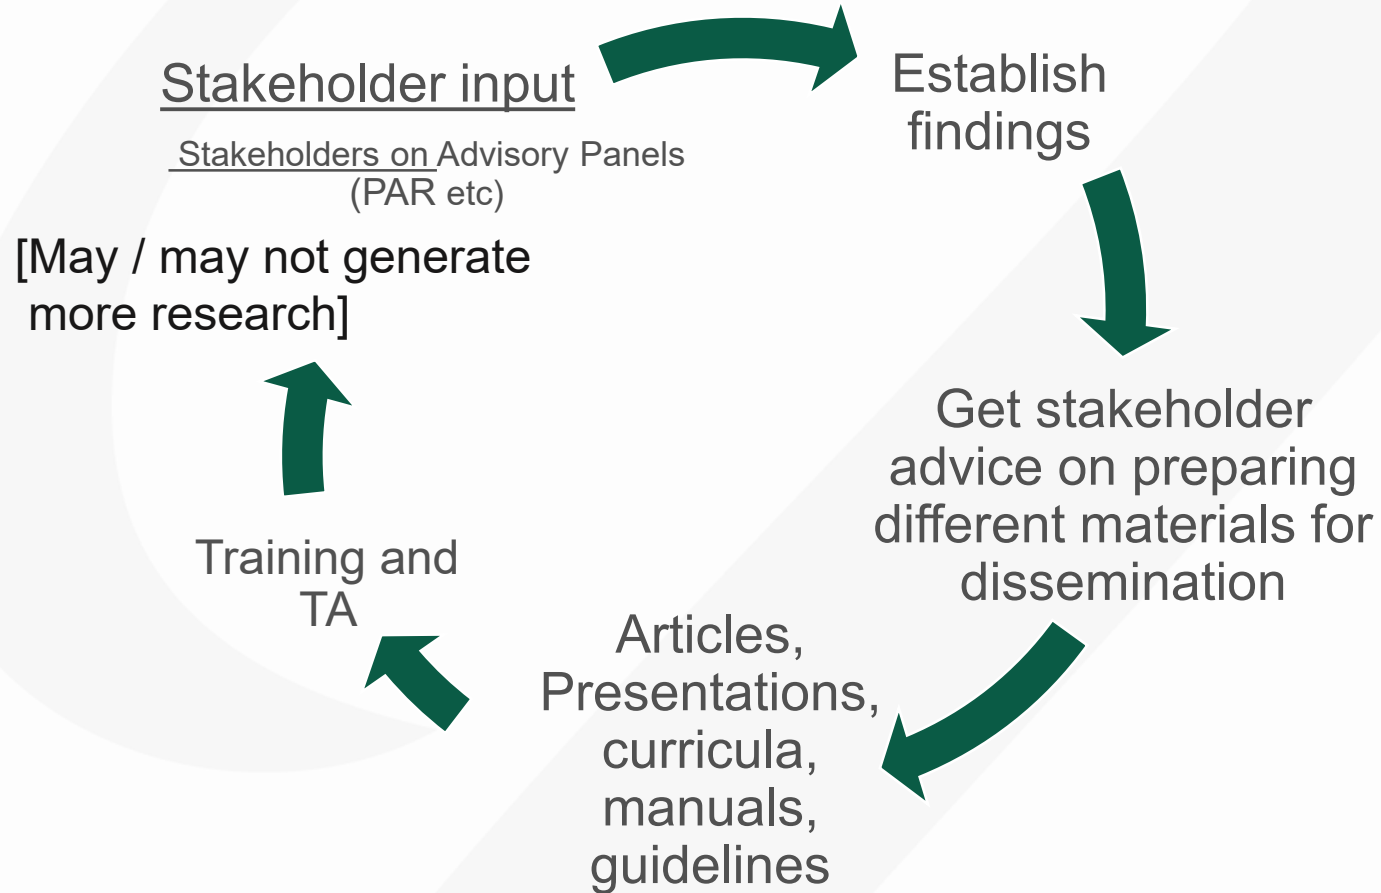 Stakeholder input
Stakeholders on Advisory Panels
(PAR etc)
[May / may not generate
more research]
Establish
findings
Get stakeholder
advice on preparing
different materials for
dissemination
Articles,
Presentations,
curricula,
manuals,
guidelines
Training and
TA